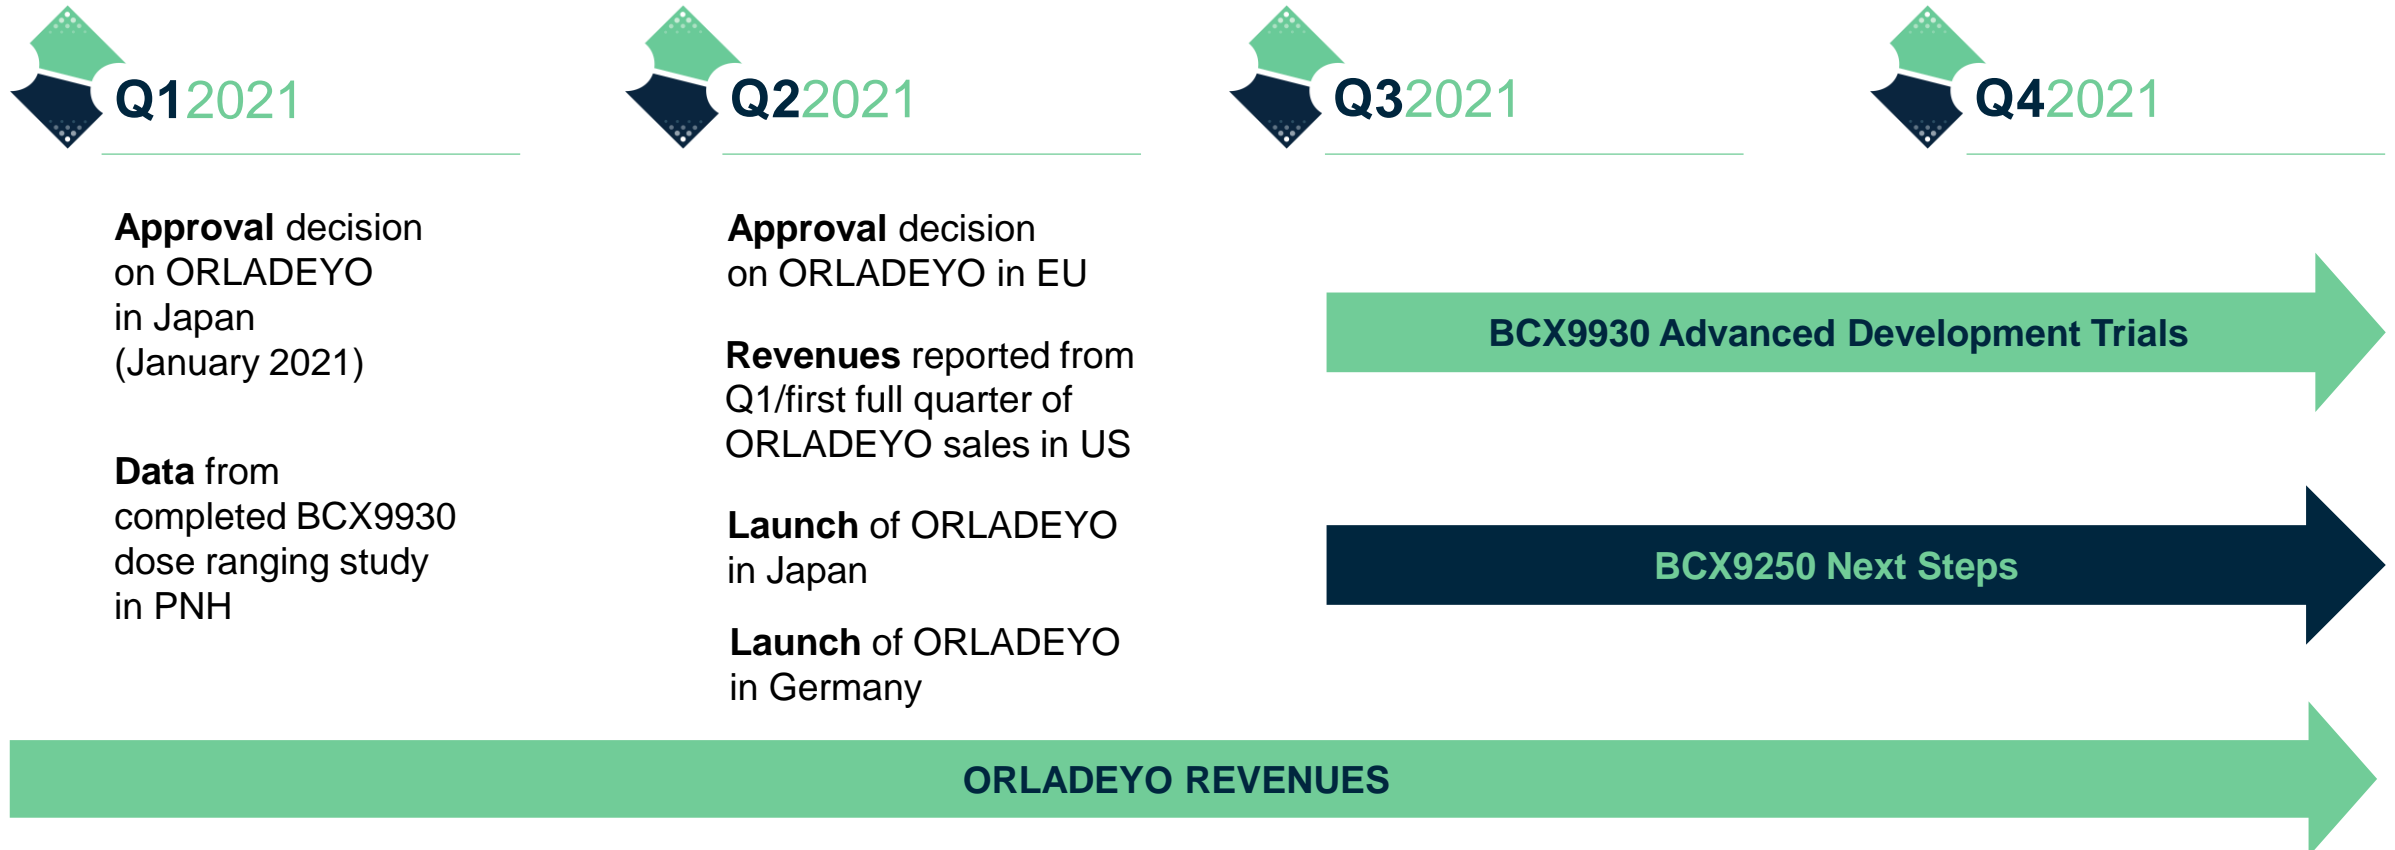 Q12021
Q22021
Q32021
Q42021
Approval decision
on ORLADEYO
in Japan
(January 2021)
Data from
completed BCX9930
dose ranging study
in PNH
Approval decision
on ORLADEYO in EU
Revenues reported from
Q1/first full quarter of
ORLADEYO sales in US
Launch of ORLADEYO
in Japan
Launch of ORLADEYO
in Germany
BCX9930 Advanced Development Trials
BCX9250 Next Steps
ORLADEYO REVENUES